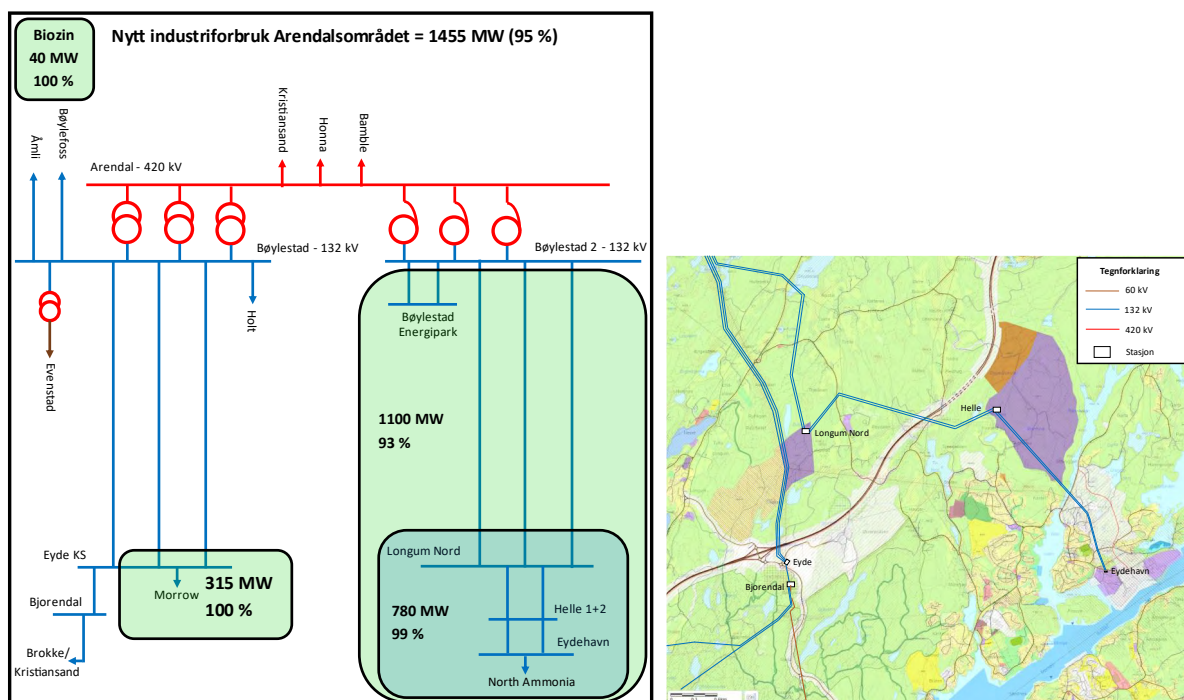 Biozin
40 MW
100 %
Nytt industriforbruk Arendalsområdet = 1455 MW (95 %)
Åmli
Bøylefoss
Kristiansand
Honna
Bamble
Arendal - 420 kV
Bøylestad - 132 kV
Bøylestad 2 - 132 kV
Holt
Evenstad
Bøylestad
Energipark
1100 MW
93 %
Eyde KS
Morrow
315 MW
100 %
Bjorendal
Brokke/
Kristiansand
Longum Nord
780 MW
99 %
Helle 1+2
Eydehavn
North Ammonia
Tegnforklaring
60 kV
132 kV
420 kV
Stasjon
Helle
Longum Nord
Eyde
Bjorendal
Eydehavn